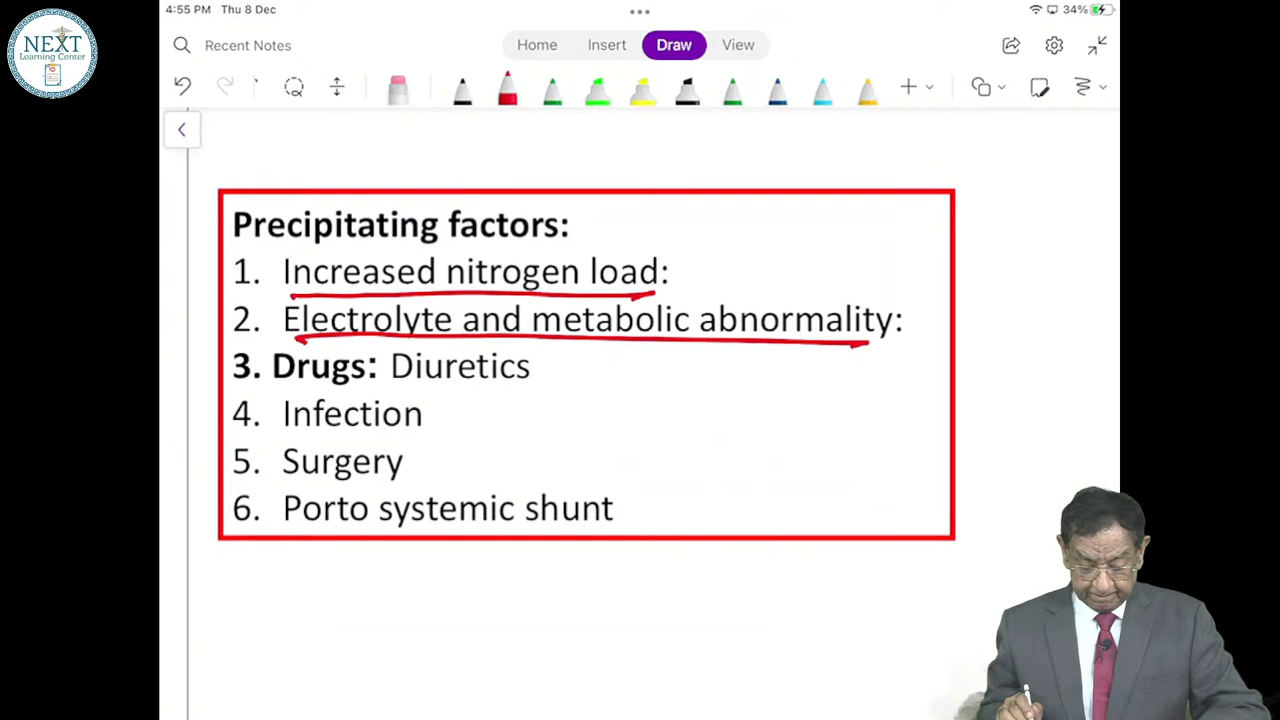 4:55 PM Thu 8 Dec
34%
NEXT
Learning Center
Recent Notes
Home Insert Draw View
Precipitating factors:
1. Increased nitrogen load:
2. Electrolyte and metabolic abnormality:
3. Drugs: Diuretics
4. Infection
5. Surgery
6. Porto systemic shunt